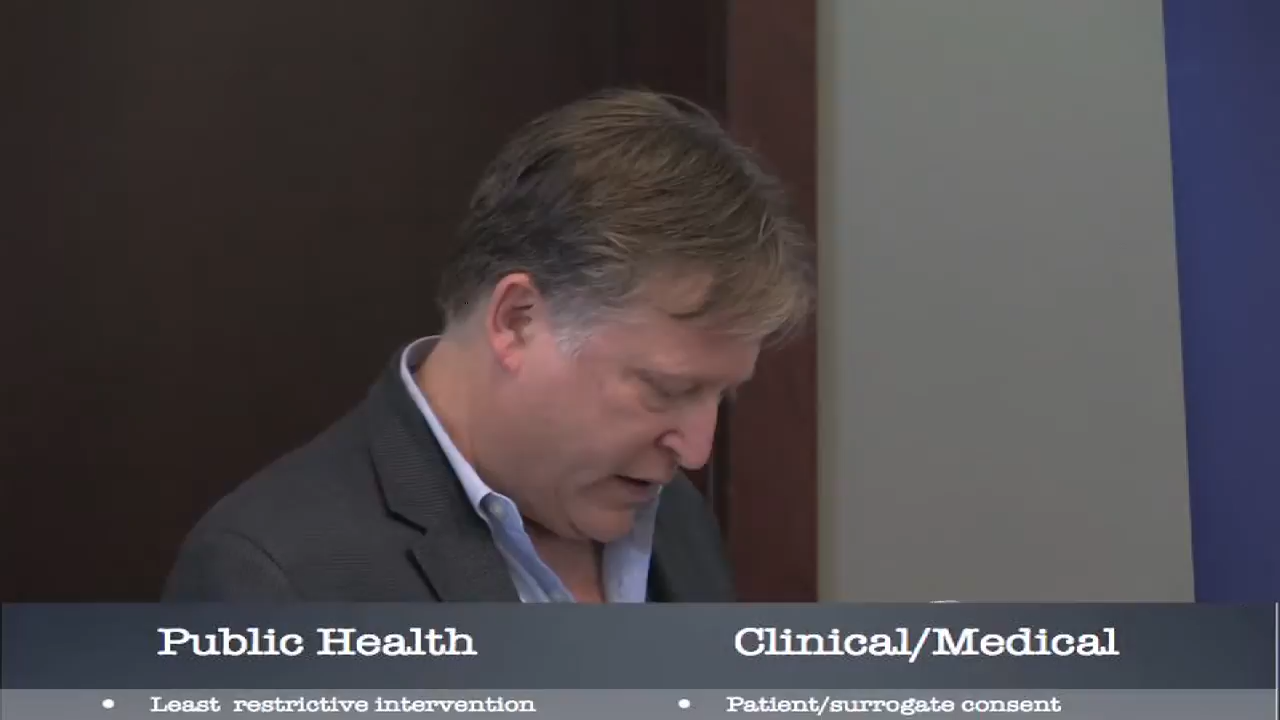 Public Health
Clinical/Medical
• Least restrictive intervention
• Patient/surrogate consent